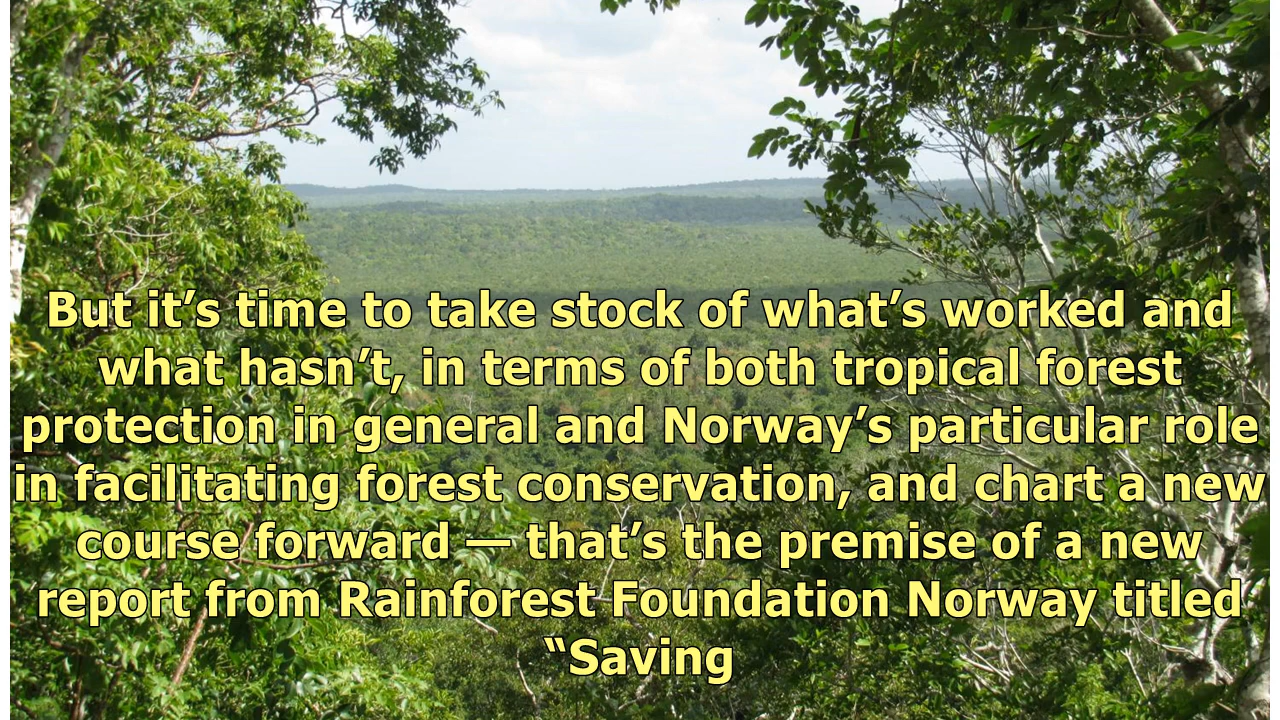 But it’s time to take stock of what’s worked and
what hasn’t, in terms of both tropical forest
protection in general and Norway’s particular role
in facilitating forest conservation, and chart a new
course forward — that’s the premise of a new
report from Rainforest Foundation Norway titled
“Saving